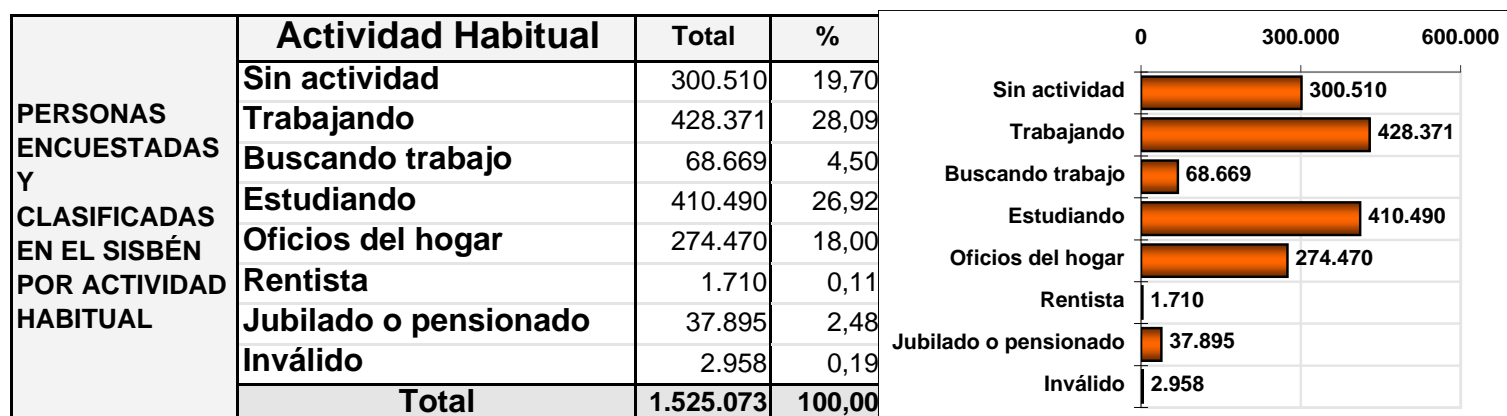 PERSONAS
ENCUESTADAS
Y
CLASIFICADAS
EN EL SISBÉN
POR ACTIVIDAD
HABITUAL
Actividad Habitual Total %
Sin actividad 300.510 19,70
Trabajando 428.371 28,09
Buscando trabajo 68.669 4,50
Estudiando 410.490 26,92
Oficios del hogar 274.470 18,00
Rentista 1.710 0,11
Jubilado o pensionado 37.895 2,48
Inválido 2.958 0,19
Total 1.525.073 100,00
0 300.000 600.000
Sin actividad 300.510
Trabajando 428.371
Buscando trabajo 68.669
Estudiando 410.490
Oficios del hogar 274.470
Rentista 1.710
Jubilado o pensionado 37.895
Inválido 2.958